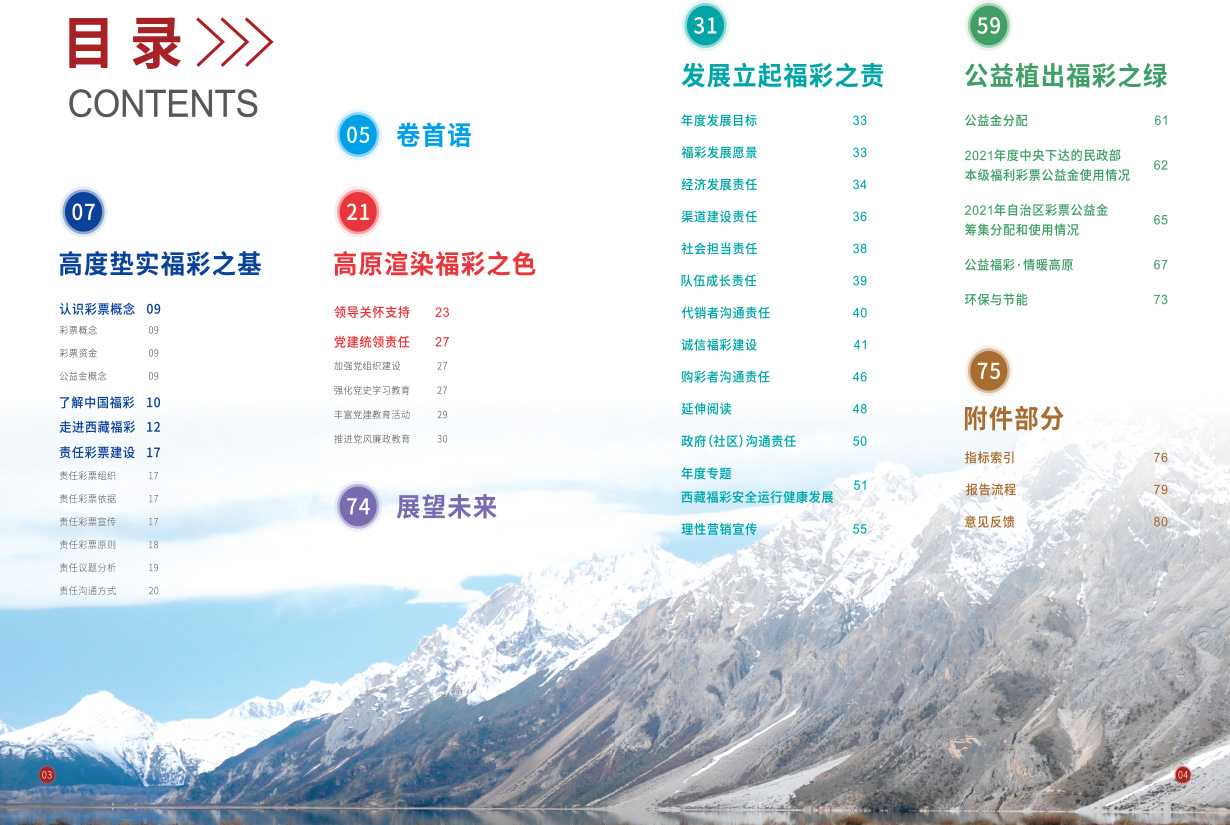 目录
CONTENTS
05 卷首语
07
高度垫实福彩之基
认识彩票概念 09
彩票概念 09
彩票资金 09
公益金概念 09
了解中国福彩 10
走进西藏福彩 12
责任彩票建设 17
责任彩票组织 17
责任彩票依据 17
责任彩票宣传 17
责任彩票原则 18
责任议题分析 19
责任沟通方式 20
21
高原渲染福彩之色
领导关怀支持 23
党建统领责任 27
加强党组织建设 27
强化党史学习教育 27
丰富党建教育活动 29
推进党风廉政教育 30
74 展望未来
31
发展立起福彩之责
年度发展目标 33
福彩发展愿景 33
经济发展责任 34
渠道建设责任 36
社会担当责任 38
队伍成长责任 39
代销者沟通责任 40
诚信福彩建设 41
购彩者沟通责任 46
延伸阅读 48
政府(社区)沟通责任 50
年度专题
西藏福彩安全运行健康发展 51
理性营销宣传 55
59
公益植出福彩之绿
公益金分配 61
2021年度中央下达的民政部
本级福利彩票公益金使用情况 62
2021年自治区彩票公益金
筹集分配和使用情况 65
公益福彩·情暖高原 67
环保与节能 73
75
附件部分
指标索引 76
报告流程 79
意见反馈 80
03
04